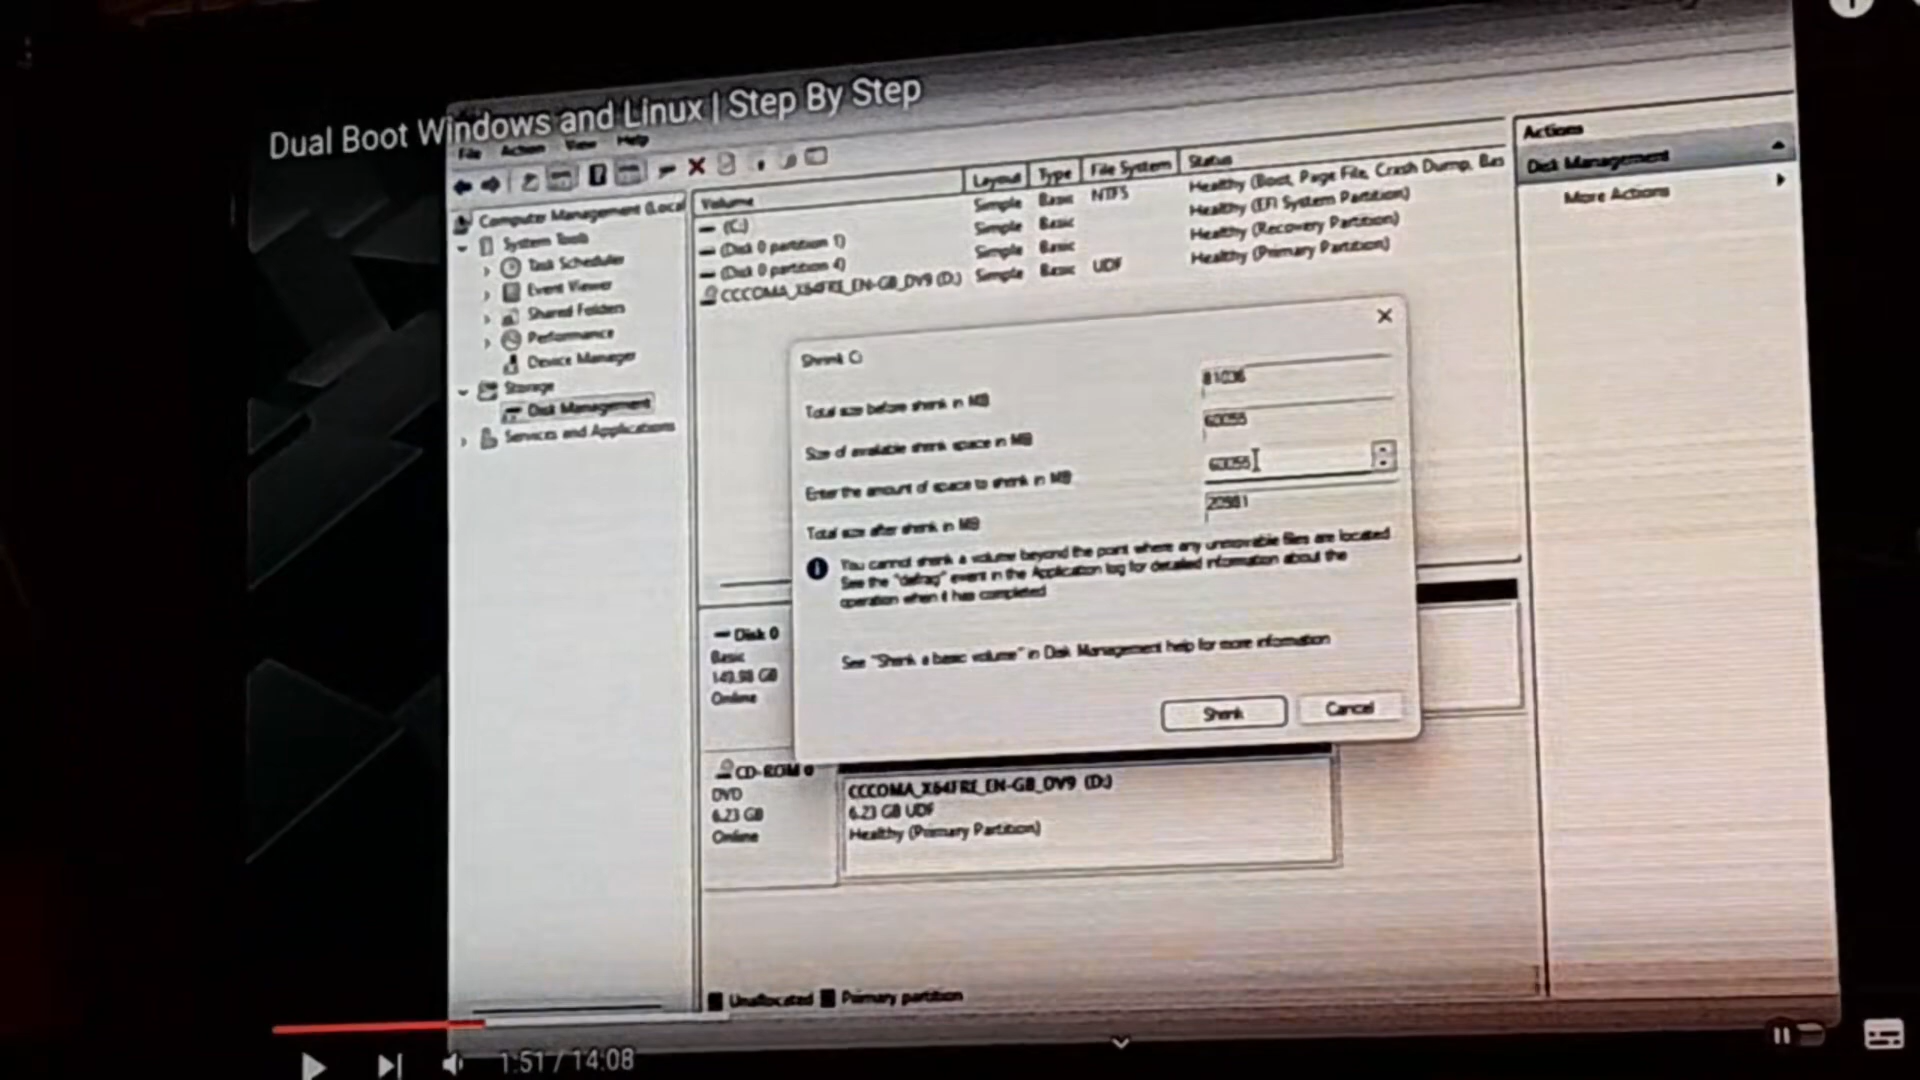 Dual Boot Windows and Linux | Step By Step
File Action View Help
Computer Management (Local
System Tools
Task Scheduler
Event Viewer
Shared Folders
Performance
Device Manager
Storage
Disk Management
Services and Applications
Volume Layout Type File System Status
(C:) Simple Basic NTFS Healthy (Boot, Page File, Crash Dump, Bas
(Disk 0 partition 1) Simple Basic Healthy (EFI System Partition)
(Disk 0 partition 4) Simple Basic Healthy (Recovery Partition)
CCCOMA_X64FRE_EN-GB_DV9 (D:) Simple Basic UDF Healthy (Primary Partition)
Actions
Disk Management
More Actions
Shrink C:
Total size before shrink in MB 81036
Size of available shrink space in MB 60055
Enter the amount of space to shrink in MB 60055
Total size after shrink in MB 20981
You cannot shrink a volume beyond the point where any unmovable files are located
See the "defrag" event in the Application log for detailed information about the
operation when it has completed
See "Shrink a basic volume" in Disk Management help for more information
Shrink Cancel
Disk 0
Basic
149.98 GB
Online
CD-ROM 0
DVD
6.23 GB
Online
CCCOMA_X64FRE_EN-GB_DV9 (D:)
6.23 GB UDF
Healthy (Primary Partition)
Unallocated Primary partition
1:51 / 14:08